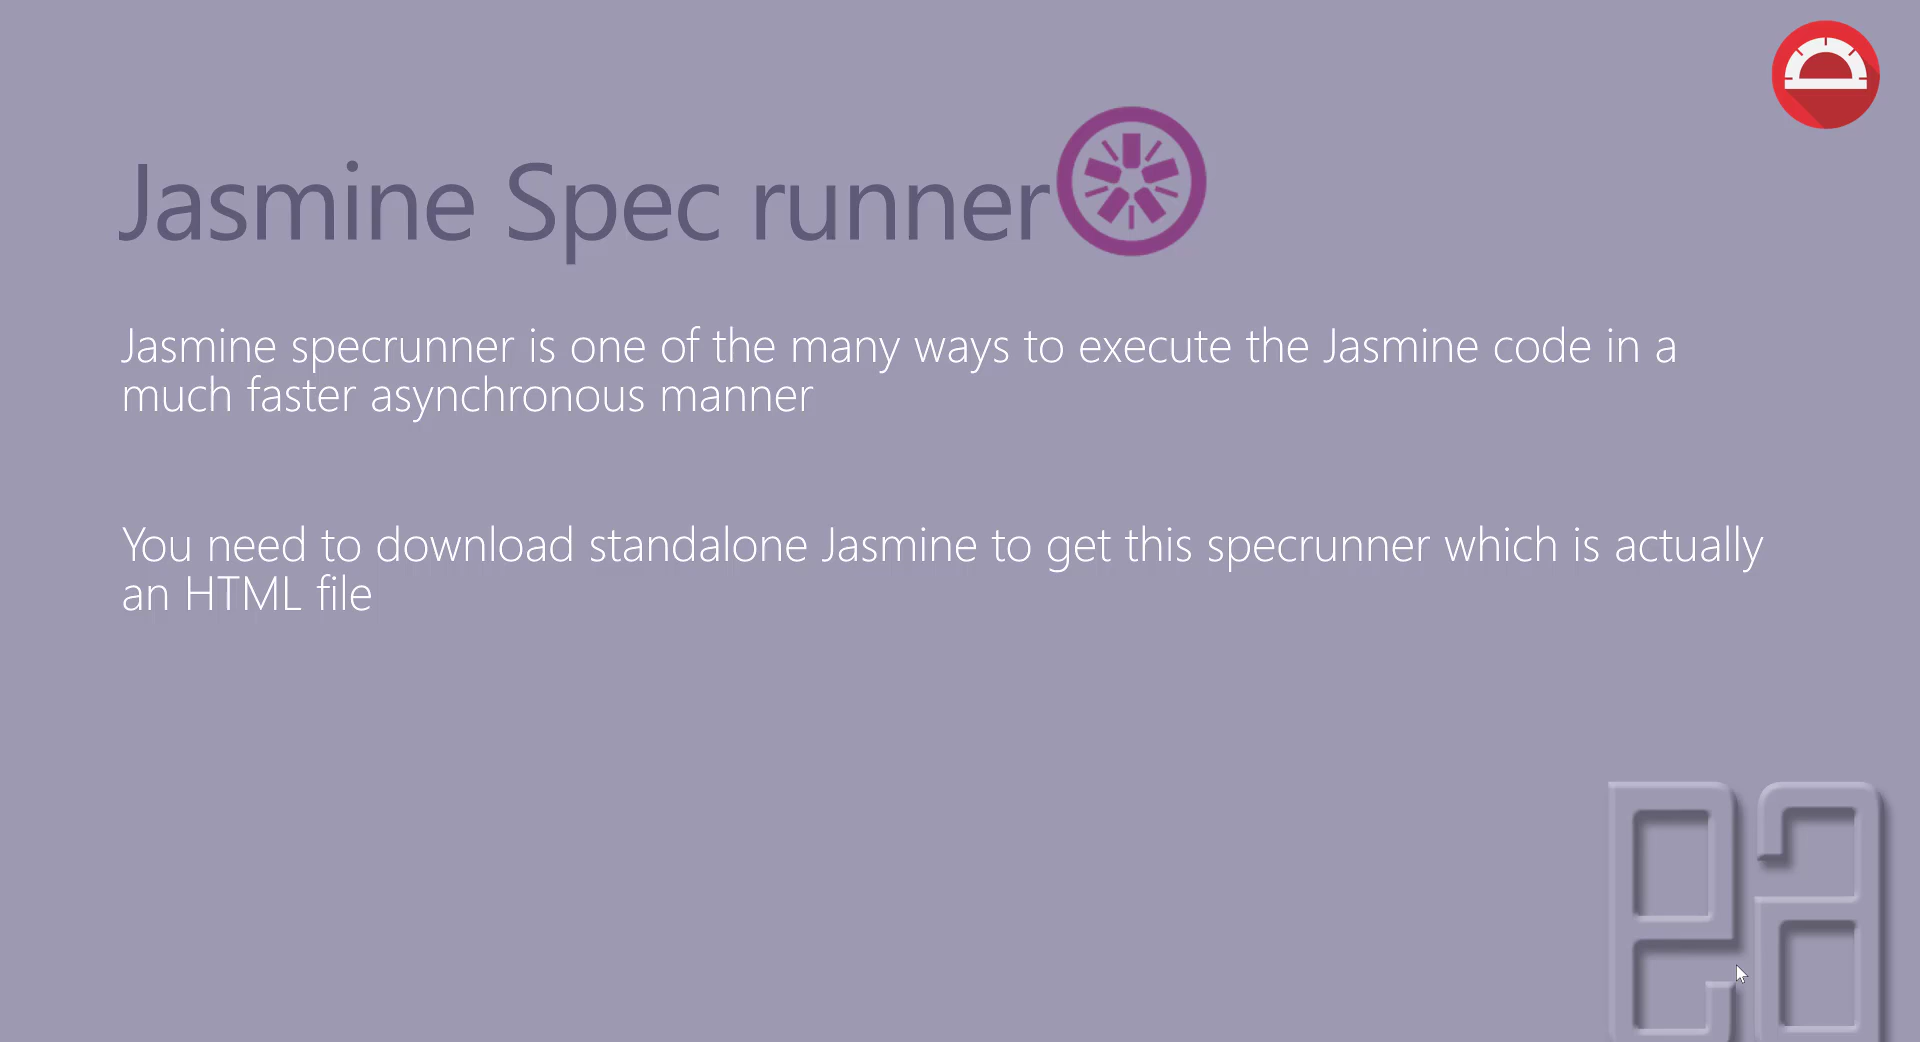 Jasmine Spec runner
Jasmine specrunner is one of the many ways to execute the Jasmine code in a
much faster asynchronous manner
You need to download standalone Jasmine to get this specrunner which is actually
an HTML file